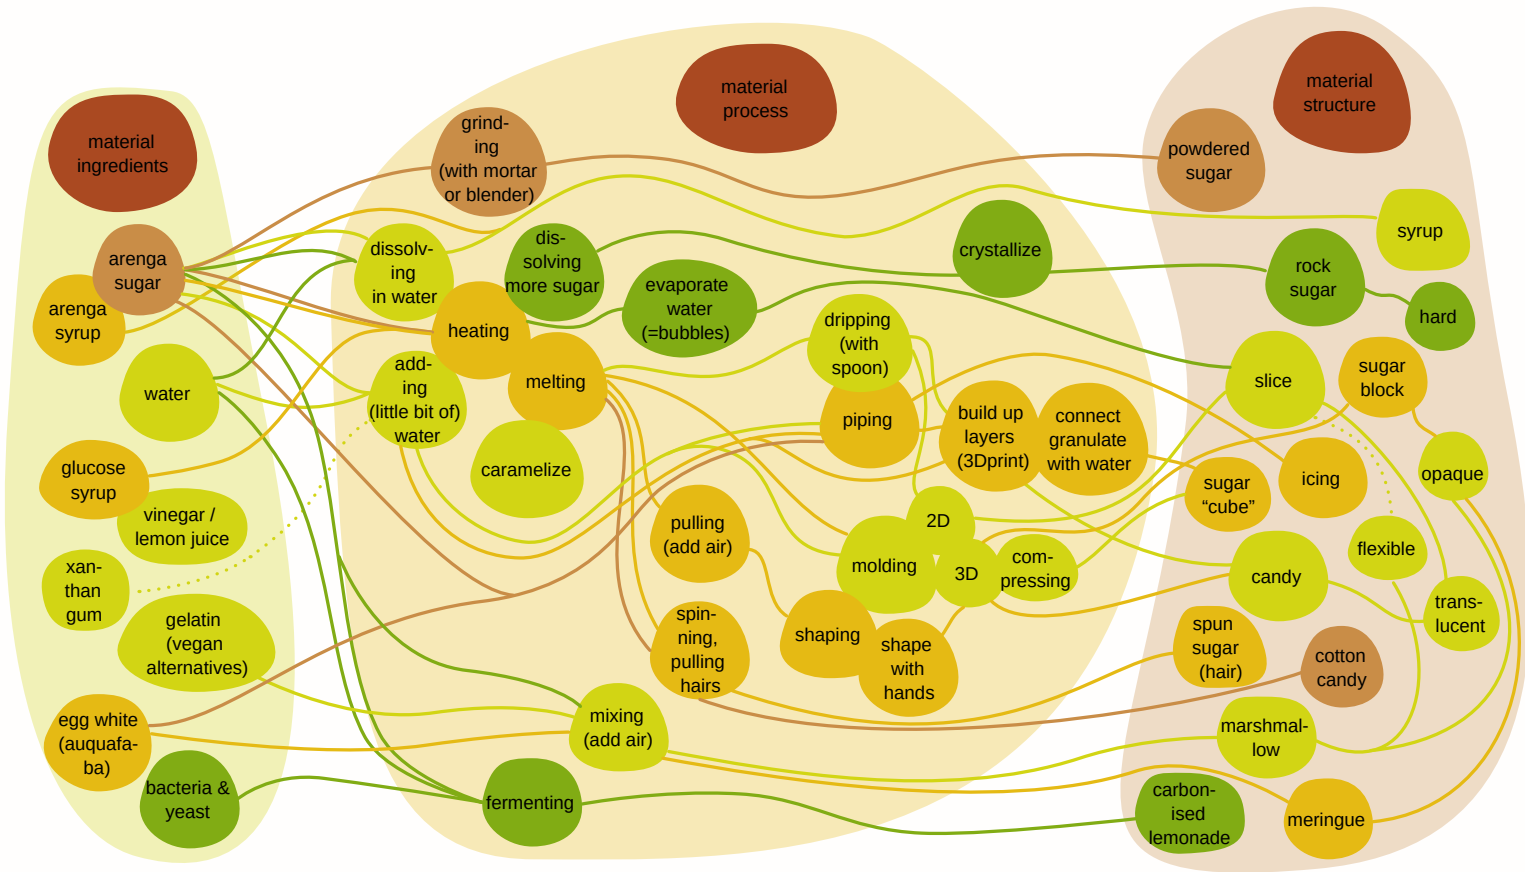 material
ingredients
arenga
sugar
arenga
syrup
water
glucose
syrup
vinegar /
lemon juice
xan-
than
gum
gelatin
(vegan
alternatives)
egg white
(auquafa-
ba)
bacteria &
yeast
material
process
grind-
ing
(with mortar
or blender)
dissolv-
ing
in water
dis-
solving
more sugar
heating
evaporate
water
(=bubbles)
crystallize
add-
ing
(little bit of)
water
melting
caramelize
dripping
(with
spoon)
piping
build up
layers
(3Dprint)
connect
granulate
with water
pulling
(add air)
2D
molding
3D
com-
pressing
shaping
shape
with
hands
spin-
ning,
pulling
hairs
mixing
(add air)
fermenting
material
structure
powdered
sugar
syrup
rock
sugar
hard
slice
sugar
block
opaque
icing
sugar
“cube”
flexible
candy
trans-
lucent
spun
sugar
(hair)
cotton
candy
marshmal-
low
carbon-
ised
lemonade
meringue